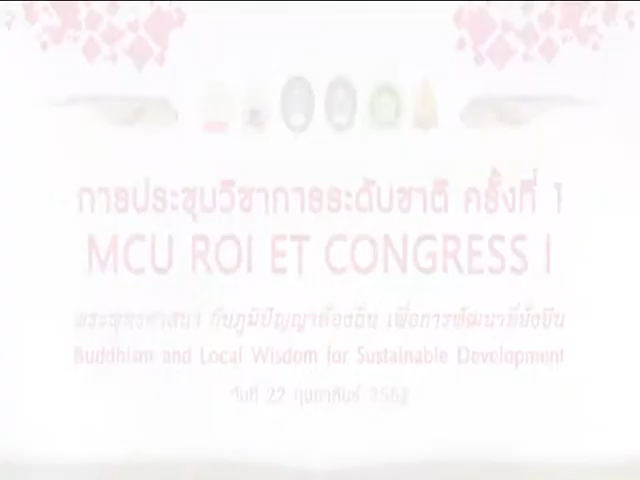 การประชุมวิชาการระดับชาติ ครั้งที่ 1
MCU ROI ET CONGRESS I
พระพุทธศาสนา กับภูมิปัญญาท้องถิ่น เพื่อการพัฒนาที่ยั่งยืน
Buddhism and Local Wisdom for Sustainable Development
วันที่ 22 กุมภาพันธ์ 2562